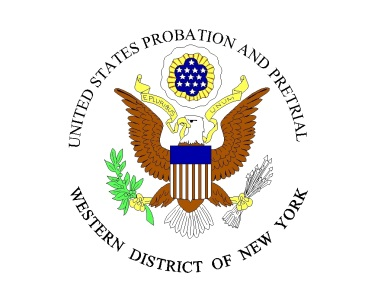 UNITED STATES PROBATION AND PRETRIAL
E PLURIBUS UNUM
WESTERN DISTRICT OF NEW YORK